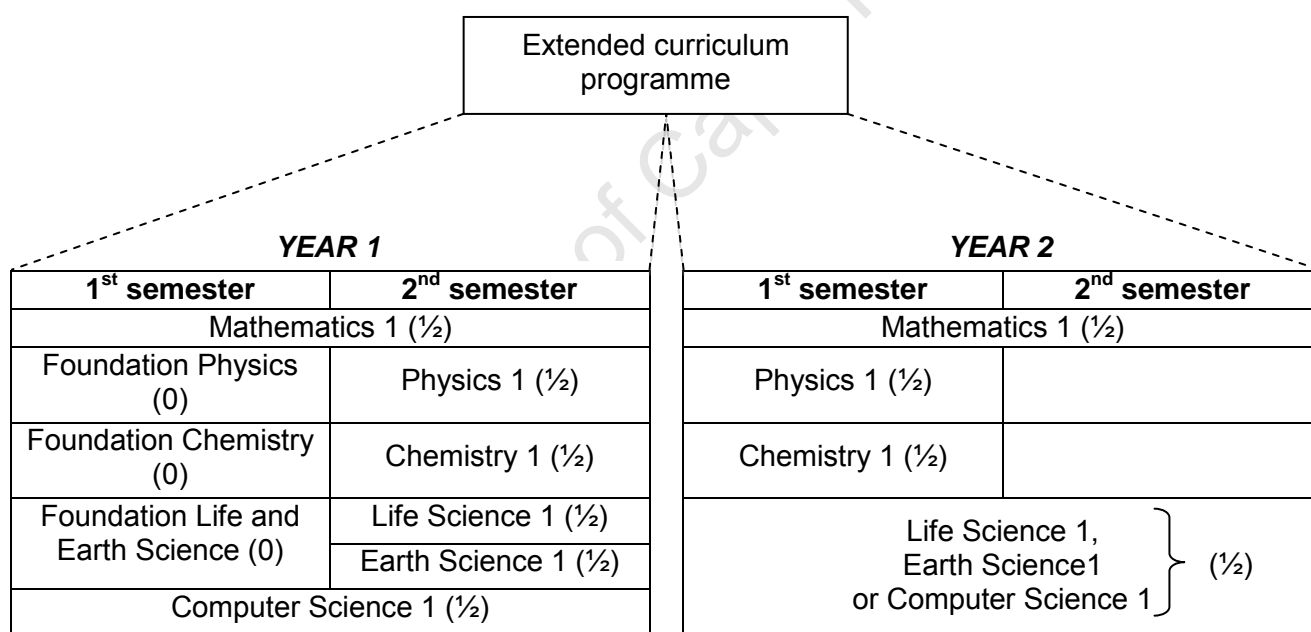 Extended curriculum
programme
of Cap
YEAR 1
1st semester
2nd semester
Mathematics 1 (½)
Foundation Physics
(0)
Physics 1 (½)
Foundation Chemistry
(0)
Chemistry 1 (½)
Foundation Life and
Earth Science (0)
Life Science 1 (½)
Earth Science 1 (½)
Computer Science 1 (½)
YEAR 2
1st semester
2nd semester
Mathematics 1 (½)
Physics 1 (½)
Chemistry 1 (½)
Life Science 1,
Earth Science1
or Computer Science 1
(½)